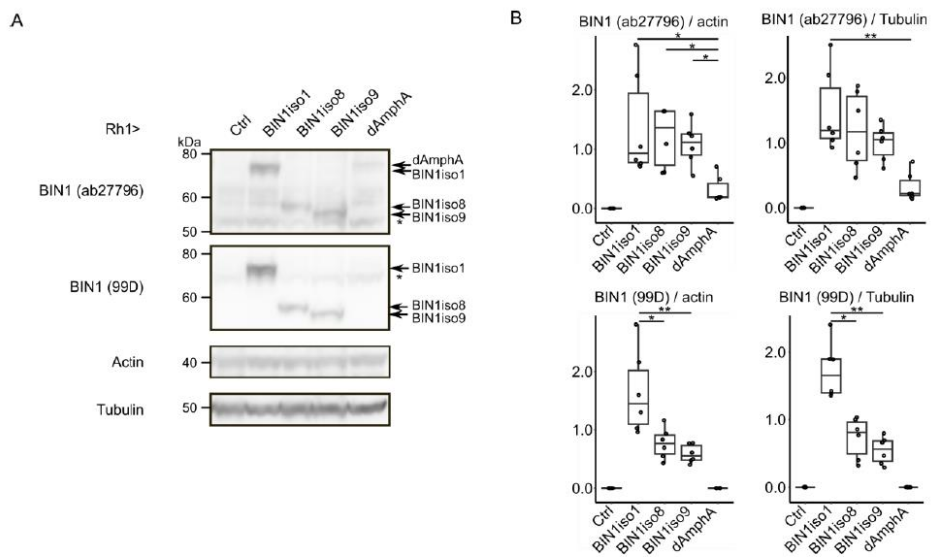 A
Rh1>
Ctrl
BIN1iso1
BIN1iso8
BIN1iso9
dAmphA
kDa
80
60
50
BIN1 (ab27796)
dAmphA
BIN1iso1
BIN1iso8
BIN1iso9
*
80
60
BIN1 (99D)
BIN1iso1
*
BIN1iso8
BIN1iso9
Actin
40
Tubulin
50
B
BIN1 (ab27796) / actin
*
*
*
2.0
1.0
0.0
Ctrl
BIN1iso1
BIN1iso8
BIN1iso9
dAmphA
BIN1 (ab27796) / Tubulin
**
2.0
1.0
0.0
Ctrl
BIN1iso1
BIN1iso8
BIN1iso9
dAmphA
BIN1 (99D) / actin
**
*
2.0
1.0
0.0
Ctrl
BIN1iso1
BIN1iso8
BIN1iso9
dAmphA
BIN1 (99D) / Tubulin
**
*
2.0
1.0
0.0
Ctrl
BIN1iso1
BIN1iso8
BIN1iso9
dAmphA